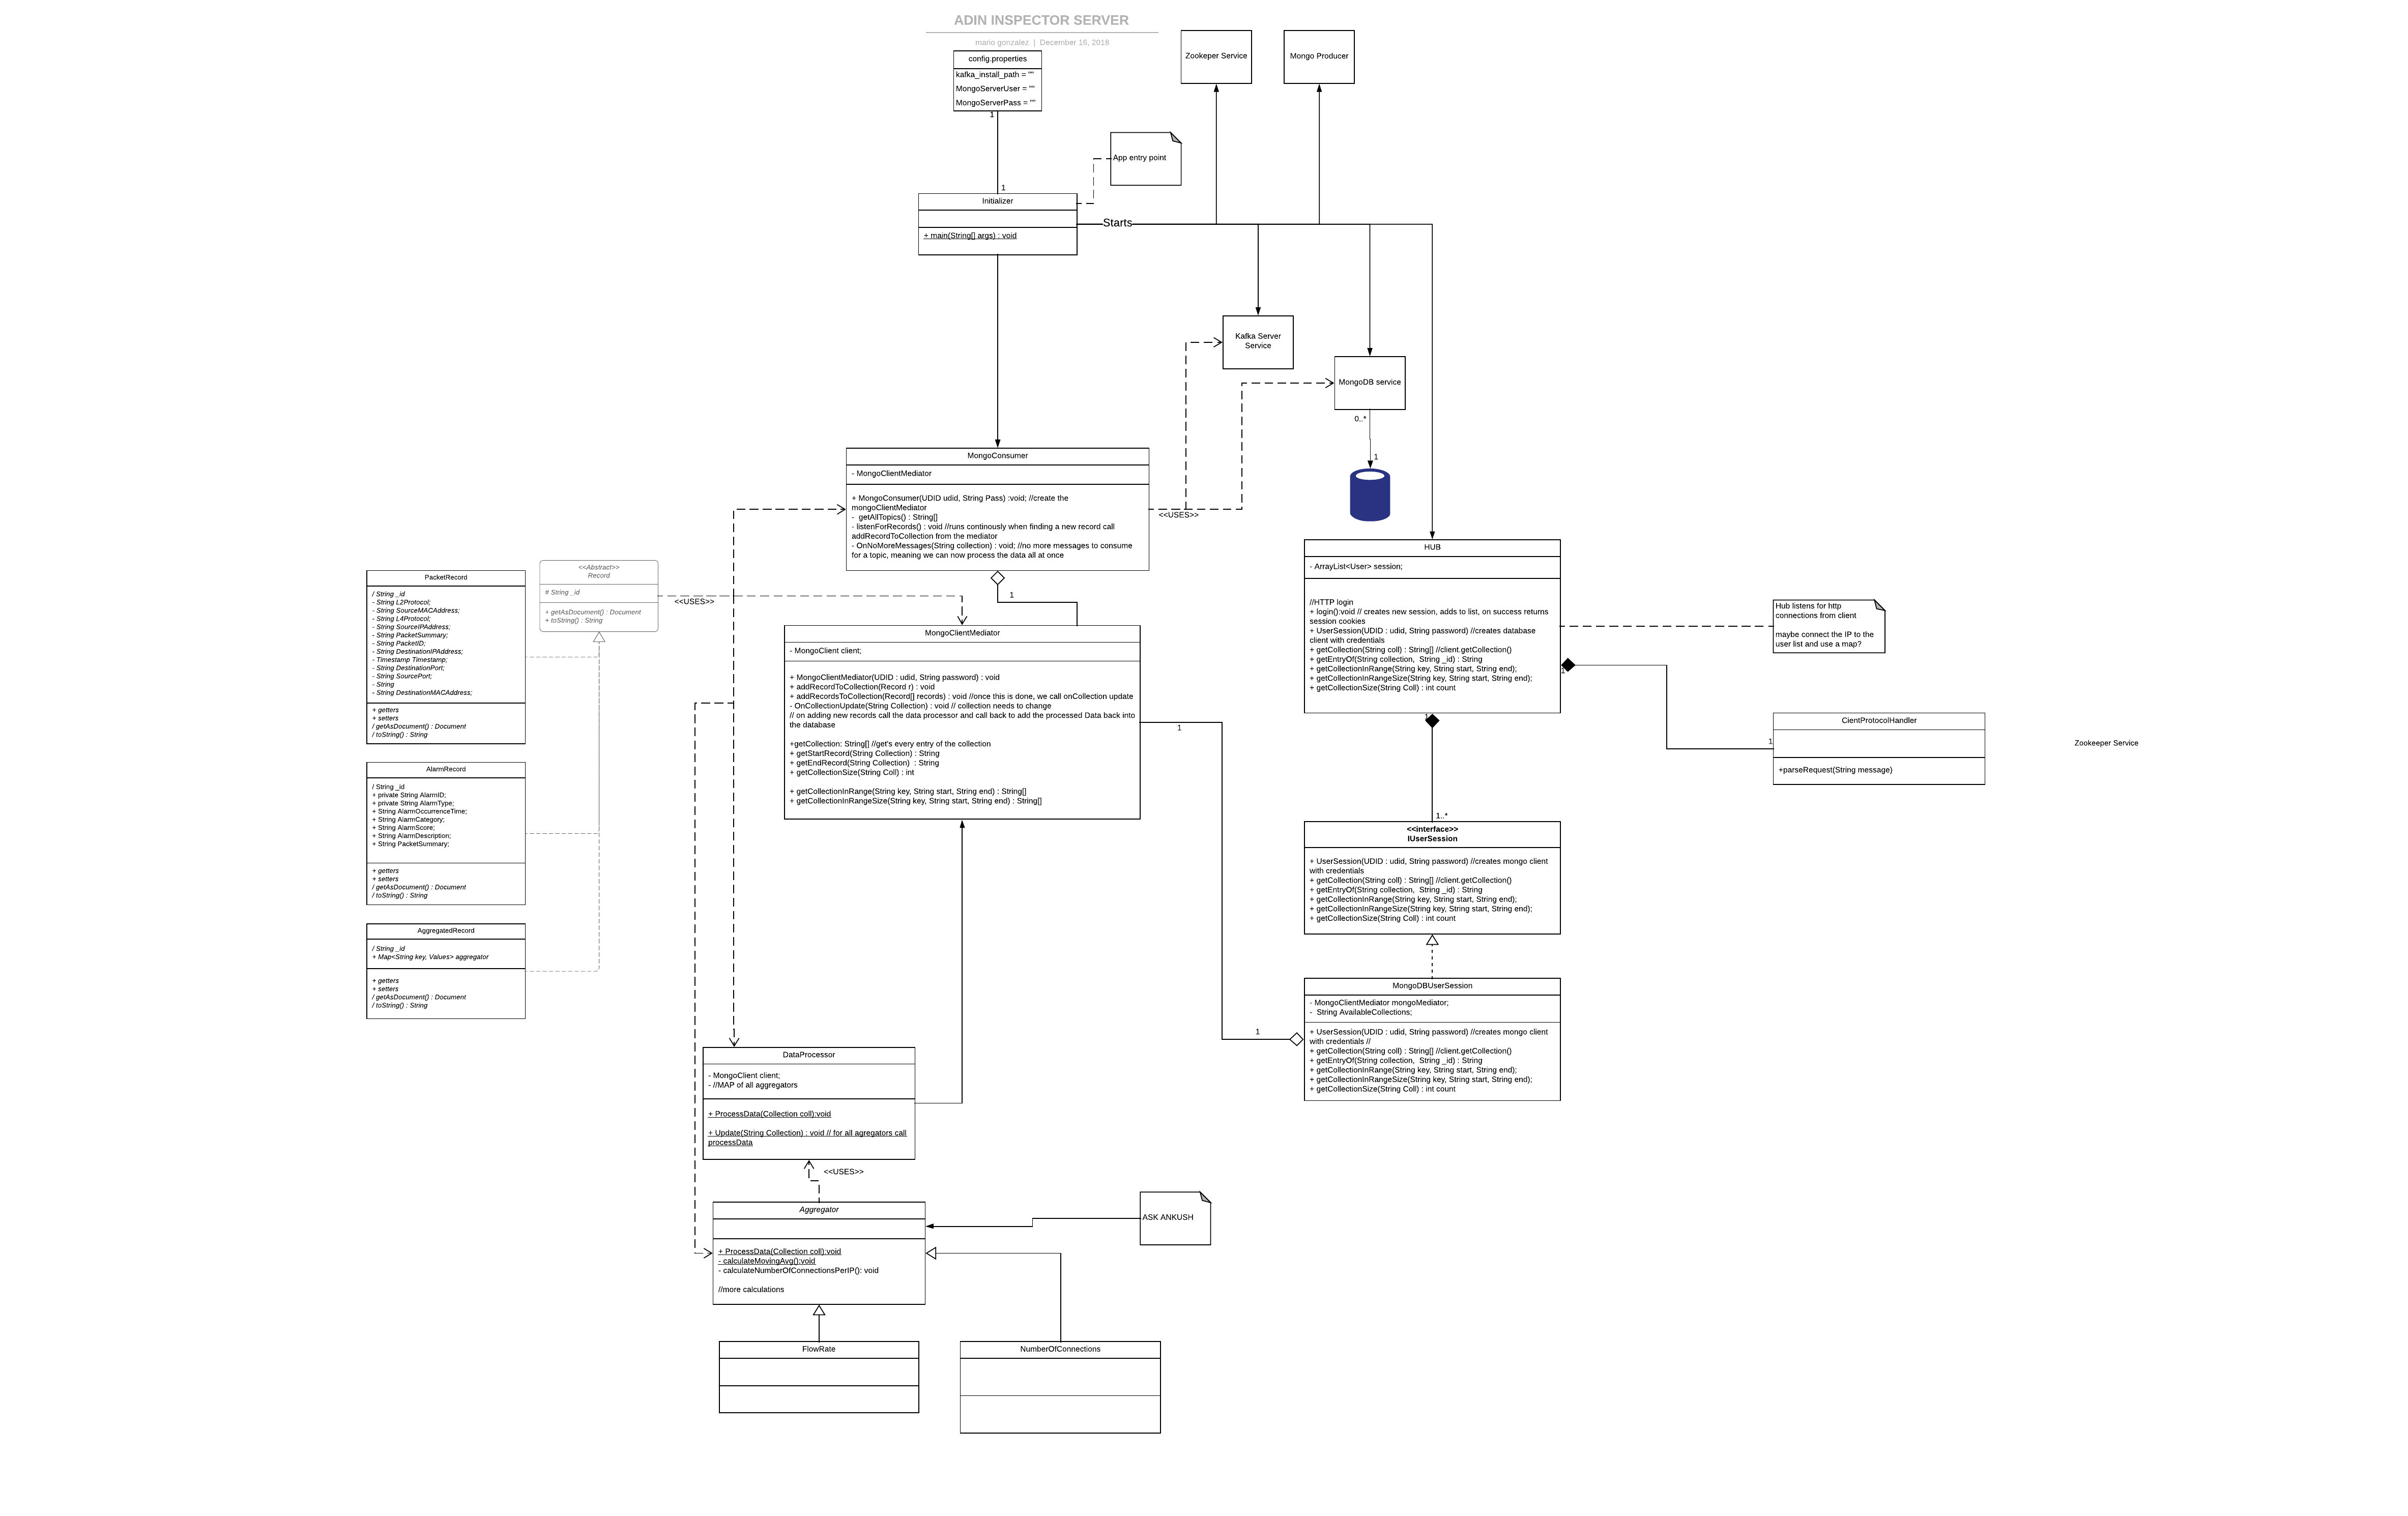 ADIN INSPECTOR SERVER
mario gonzalez | December 16, 2018
config.properties
kafka_install_path = ""
MongoServerUser = ""
MongoServerPass = ""
1
1
Zookeper Service
Mongo Producer
App entry point
Initializer
+ main(String[] args) : void
Starts
Kafka Server
Service
MongoDB service
0..*
1
MongoConsumer
- MongoClientMediator
+ MongoConsumer(UDID udid, String Pass) :void; //create the
mongoClientMediator
- getAllTopics() : String[]
- listenForRecords() : void //runs continously when finding a new record call
addRecordToCollection from the mediator
- OnNoMoreMessages(String collection) : void; //no more messages to consume
for a topic, meaning we can now process the data all at once
<<USES>>
1
PacketRecord
/ String _id
- String L2Protocol;
- String SourceMACAddress;
- String L4Protocol;
- String SourceIPAddress;
- String PacketSummary;
- String PacketID;
- String DestinationIPAddress;
- Timestamp Timestamp;
- String DestinationPort;
- String SourcePort;
- String
- String DestinationMACAddress;
+ getters
+ setters
/ getAsDocument() : Document
/ toString() : String
<<Abstract>>
Record
# String _id
+ getAsDocument() : Document
+ toString() : String
<<USES>>
AlarmRecord
/ String _id
+ private String AlarmID;
+ private String AlarmType;
+ String AlarmOccurrenceTime;
+ String AlarmCategory;
+ String AlarmScore;
+ String AlarmDescription;
+ String PacketSummary;
+ getters
+ setters
/ getAsDocument() : Document
/ toString() : String
AggregatedRecord
/ String _id
+ Map<String key, Values> aggregator
+ getters
+ setters
/ getAsDocument() : Document
/ toString() : String
MongoClientMediator
- MongoClient client;
+ MongoClientMediator(UDID : udid, String password) : void
+ addRecordToCollection(Record r) : void
+ addRecordsToCollection(Record[] records) : void //once this is done, we call onCollection update
- OnCollectionUpdate(String Collection) : void // collection needs to change
// on adding new records call the data processor and call back to add the processed Data back into
the database
+getCollection: String[] //get's every entry of the collection
+ getStartRecord(String Collection) : String
+ getEndRecord(String Collection) : String
+ getCollectionSize(String Coll) : int
+ getCollectionInRange(String key, String start, String end) : String[]
+ getCollectionInRangeSize(String key, String start, String end) : String[]
1
1
HUB
- ArrayList<User> session;
//HTTP login
+ login():void // creates new session, adds to list, on success returns
session cookies
+ UserSession(UDID : udid, String password) //creates database
client with credentials
+ getCollection(String coll) : String[] //client.getCollection()
+ getEntryOf(String collection, String _id) : String
+ getCollectionInRange(String key, String start, String end);
+ getCollectionInRangeSize(String key, String start, String end);
+ getCollectionSize(String Coll) : int count
Hub listens for http
connections from client
maybe connect the IP to the
user list and use a map?
1
1
CientProtocolHandler
+parseRequest(String message)
Zookeeper Service
1
1..*
<<interface>>
IUserSession
+ UserSession(UDID : udid, String password) //creates mongo client
with credentials
+ getCollection(String coll) : String[] //client.getCollection()
+ getEntryOf(String collection, String _id) : String
+ getCollectionInRange(String key, String start, String end);
+ getCollectionInRangeSize(String key, String start, String end);
+ getCollectionSize(String Coll) : int count
MongoDBUserSession
- MongoClientMediator mongoMediator;
- String AvailableCollections;
+ UserSession(UDID : udid, String password) //creates mongo client
with credentials //
+ getCollection(String coll) : String[] //client.getCollection()
+ getEntryOf(String collection, String _id) : String
+ getCollectionInRange(String key, String start, String end);
+ getCollectionInRangeSize(String key, String start, String end);
+ getCollectionSize(String Coll) : int count
DataProcessor
- MongoClient client;
- //MAP of all aggregators
+ ProcessData(Collection coll):void
+ Update(String Collection) : void // for all agregators call
processData
<<USES>>
Aggregator
+ ProcessData(Collection coll):void
- calculateMovingAvg():void
- calculateNumberOfConnectionsPerIP(): void
//more calculations
ASK ANKUSH
FlowRate
NumberOfConnections